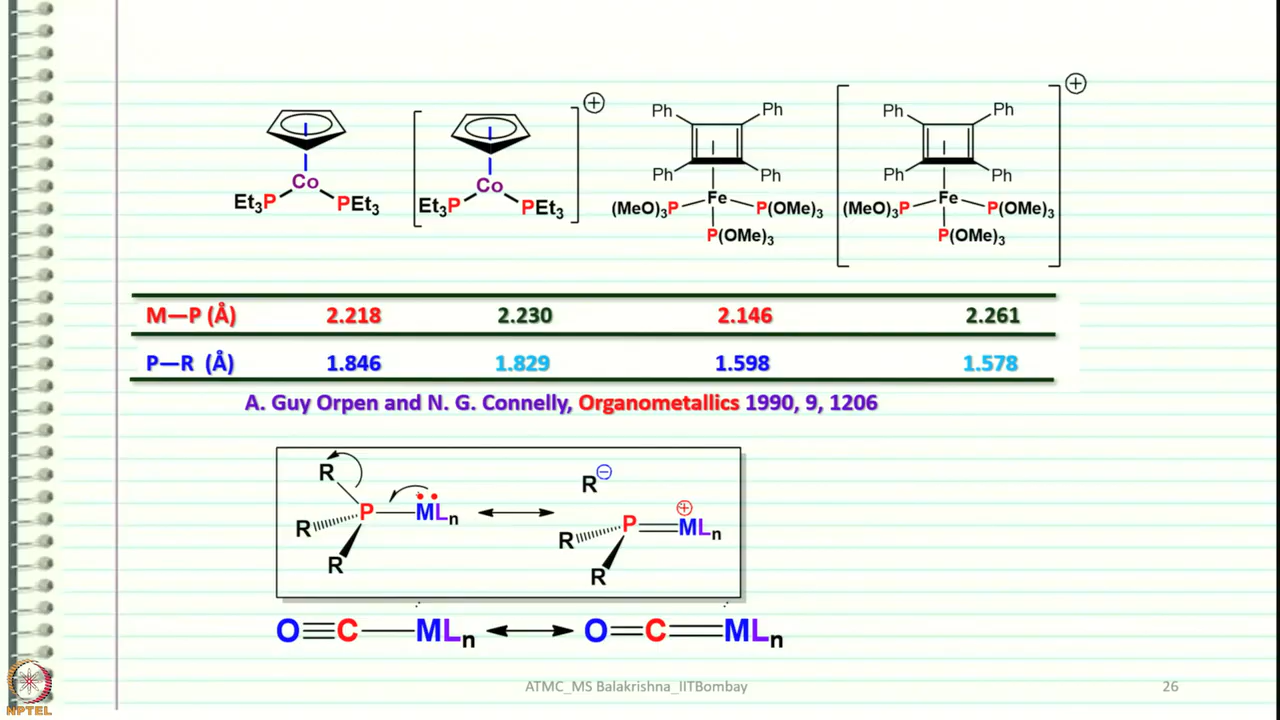 Ph Ph Ph Ph
Co Co
Et₃P PEt₃ Et₃P PEt₃
Ph Ph Ph Ph
Fe Fe
(MeO)₃P P(OMe)₃ (MeO)₃P P(OMe)₃
P(OMe)₃ P(OMe)₃
M—P (Å) 2.218 2.230 2.146 2.261
P—R (Å) 1.846 1.829 1.598 1.578
A. Guy Orpen and N. G. Connelly, Organometallics 1990, 9, 1206
R R⊖
P MLₙ P MLₙ
R R
R R
O≡C—MLₙ O=C=MLₙ
ATMC_MS Balakrishna_IITBombay 26
NPTEL